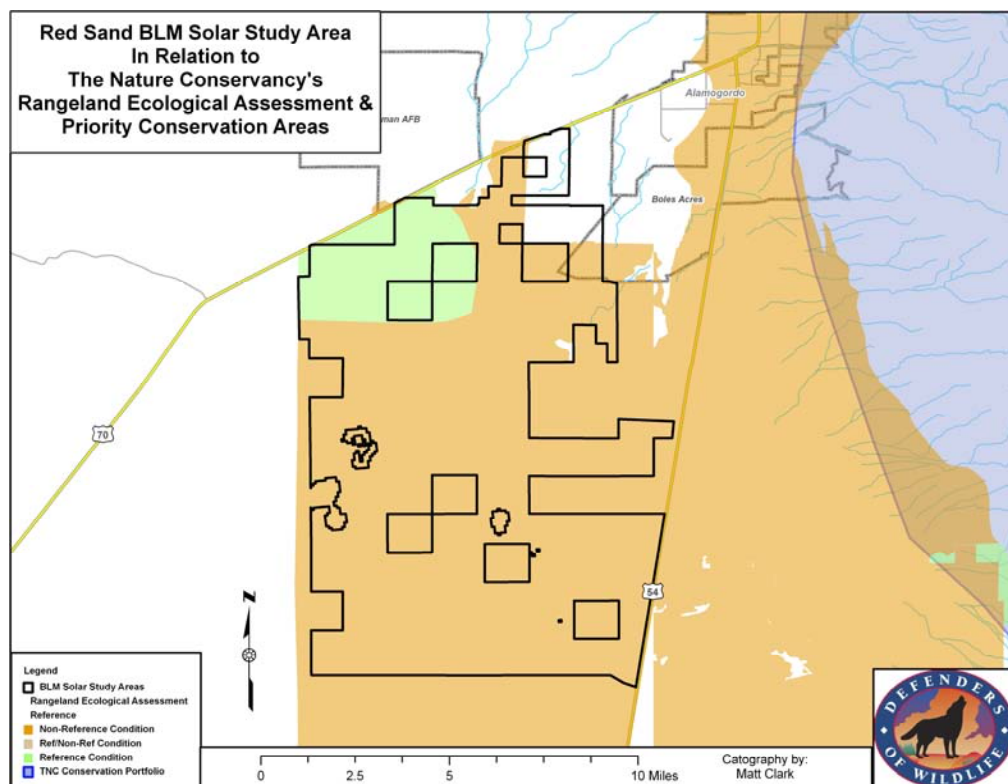 Red Sand BLM Solar Study Area
In Relation to
The Nature Conservancy's
Rangeland Ecological Assessment &
Priority Conservation Areas
Alamogordo
man AFB
Boles Acres
70
54
N
Legend
BLM Solar Study Areas
Rangeland Ecological Assessment
Reference
Non-Reference Condition
Ref/Non-Ref Condition
Reference Condition
TNC Conservation Portfolio
0 2.5 5 10 Miles
Catography by:
Matt Clark
DEFENDERS
OF WILDLIFE